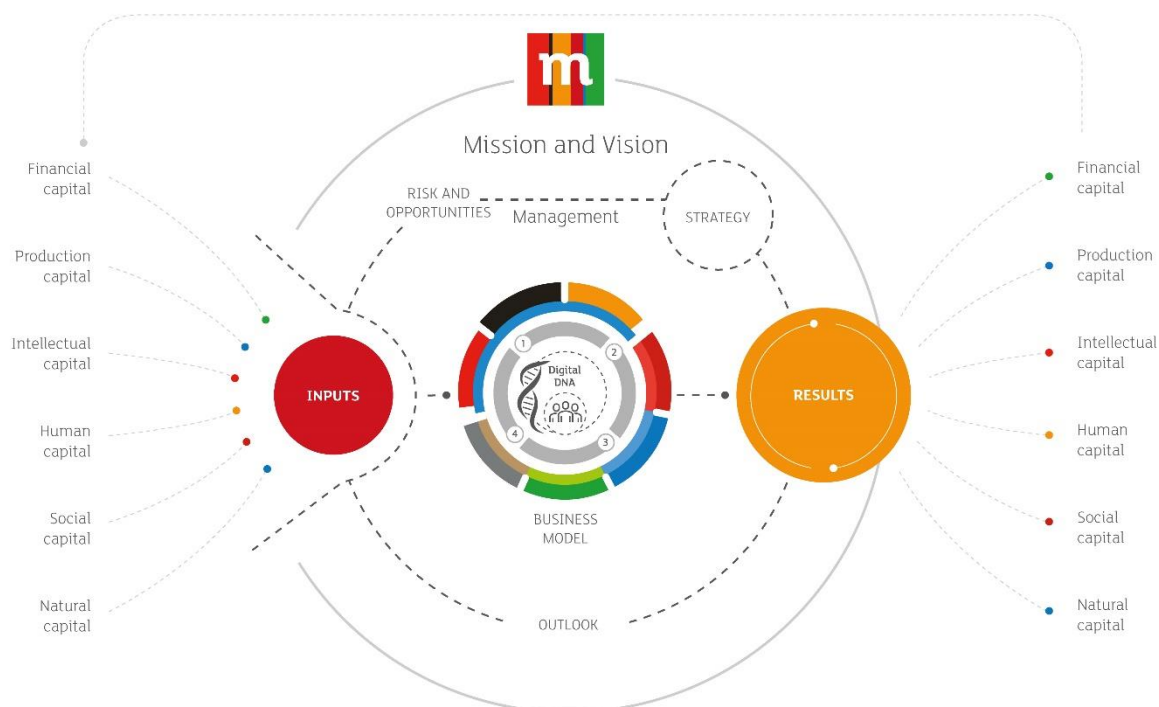 m
Mission and Vision
Financial
capital
Production
capital
Intellectual
capital
Human
capital
Social
capital
Natural
capital
INPUTS
RISK AND
OPPORTUNITIES
Management
STRATEGY
1
2
3
4
Digital
DNA
BUSINESS
MODEL
OUTLOOK
RESULTS
Financial
capital
Production
capital
Intellectual
capital
Human
capital
Social
capital
Natural
capital